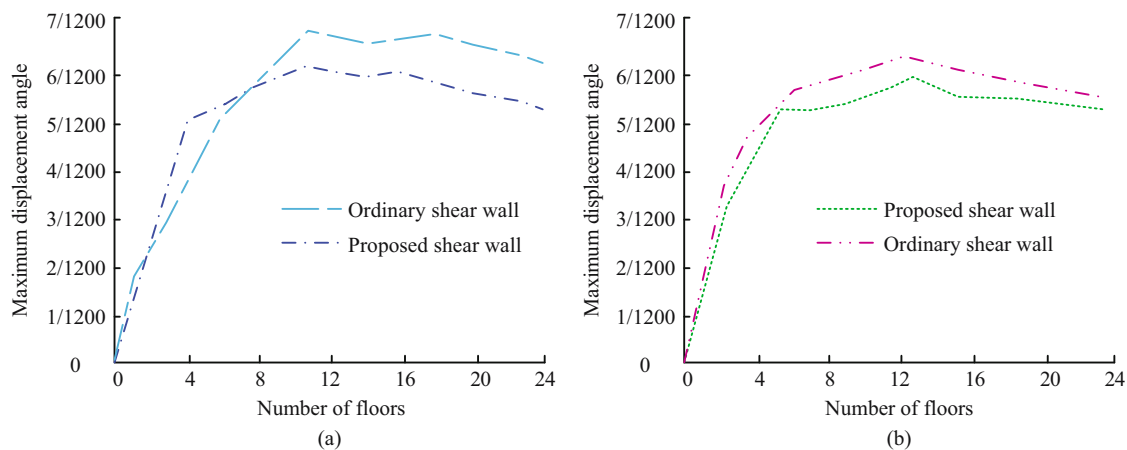 Maximum displacement angle
7/1200
6/1200
5/1200
4/1200
3/1200
2/1200
1/1200
0
0 4 8 12 16 20 24
Number of floors
Ordinary shear wall
Proposed shear wall
(a)
Maximum displacement angle
7/1200
6/1200
5/1200
4/1200
3/1200
2/1200
1/1200
0
0 4 8 12 16 20 24
Number of floors
Proposed shear wall
Ordinary shear wall
(b)